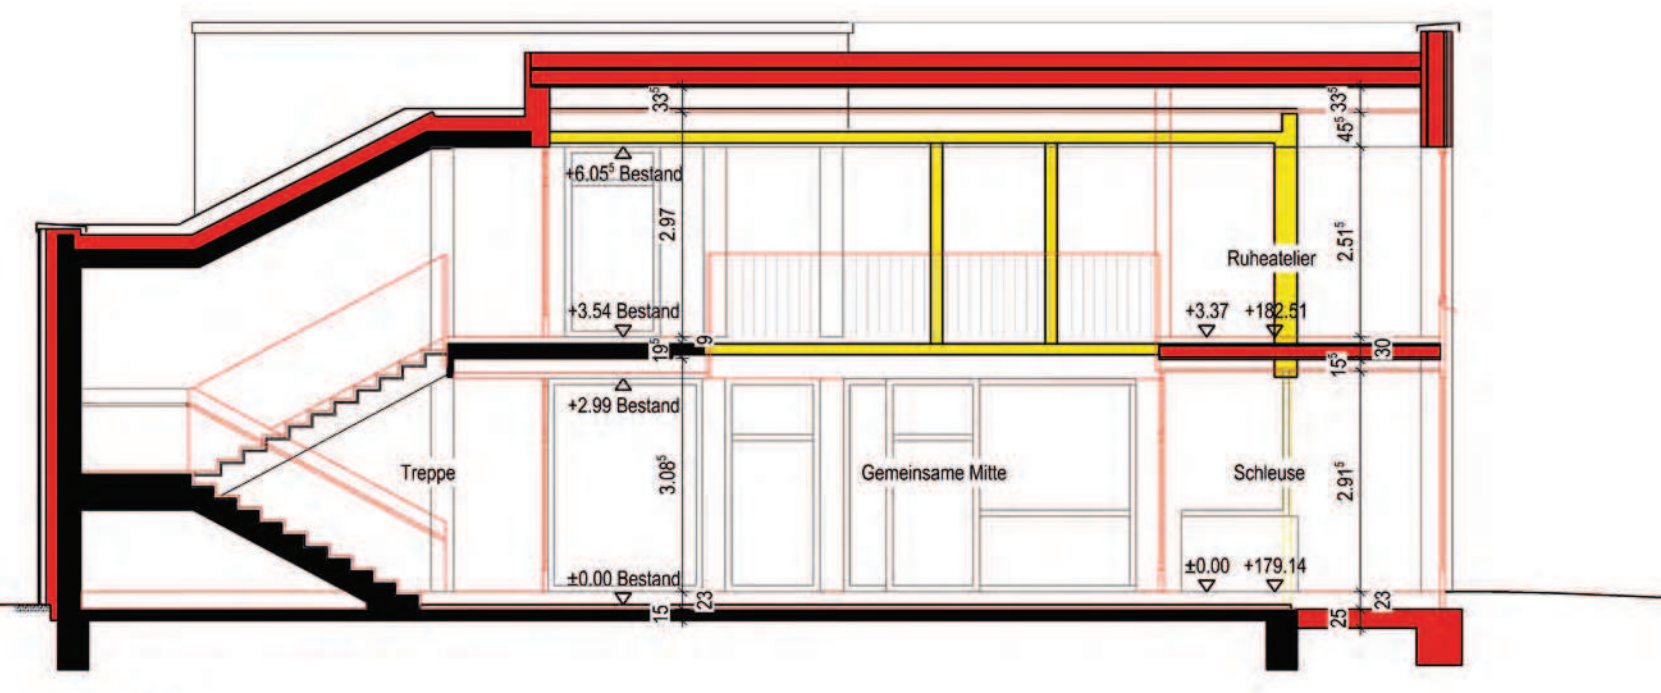 33⁵
33⁵
45⁵
+6.05⁵ Bestand
2.97
2.51⁵
Ruheatelier
+3.54 Bestand
+3.37 +182.51
19⁵
9
30
15⁵
+2.99 Bestand
Treppe
3.08⁵
Gemeinsame Mitte
Schleuse
2.91⁵
±0.00 Bestand
±0.00 +179.14
15
23
25
23